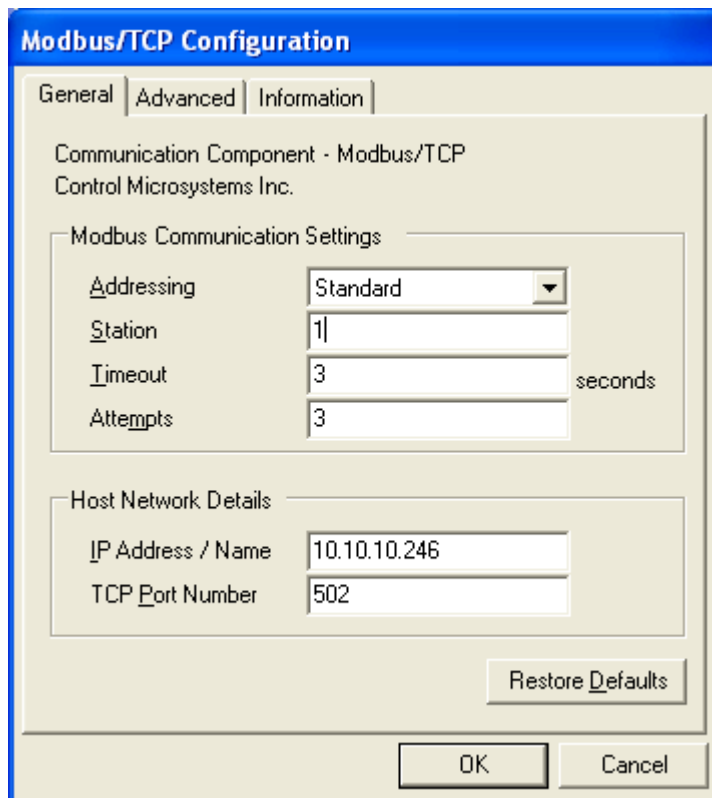 Modbus/TCP Configuration
General Advanced Information
Communication Component - Modbus/TCP
Control Microsystems Inc.
Modbus Communication Settings
Addressing Standard
Station 1
Timeout 3 seconds
Attempts 3
Host Network Details
IP Address / Name 10.10.10.246
TCP Port Number 502
Restore Defaults
OK Cancel